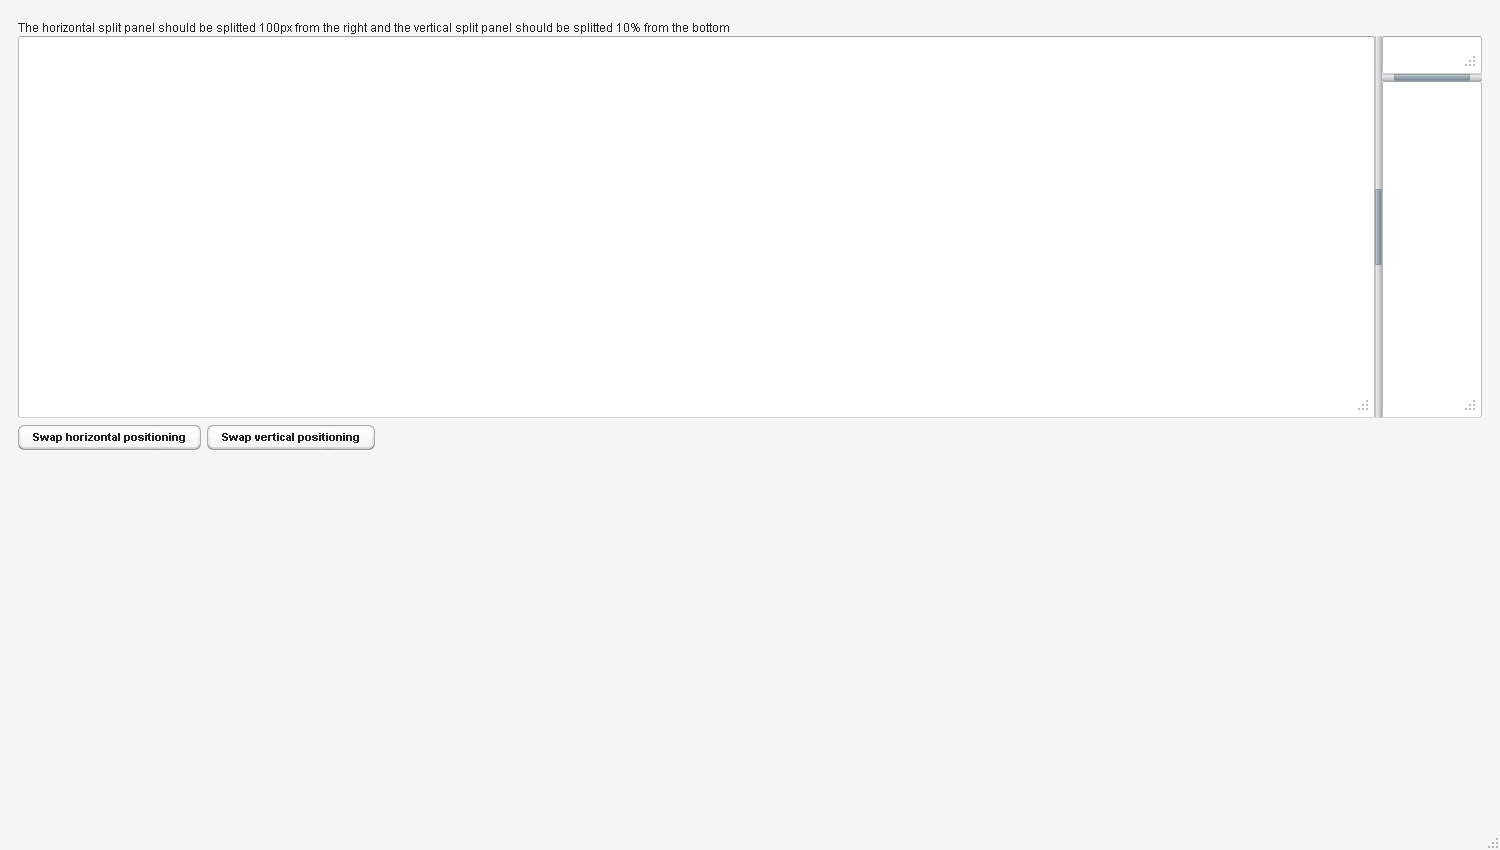 The horizontal split panel should be splitted 100px from the right and the vertical split panel should be splitted 10% from the bottom
Swap horizontal positioning Swap vertical positioning